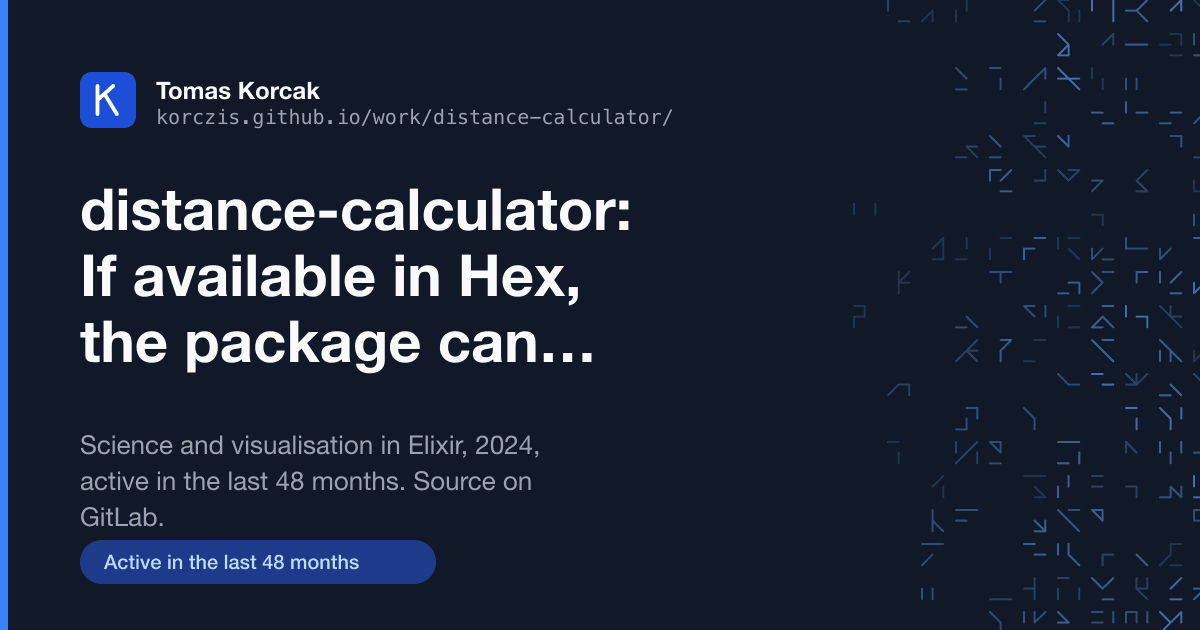 K
Tomas Korcak
korczis.github.io/work/distance-calculator/
distance-calculator:
If available in Hex,
the package can…
Science and visualisation in Elixir, 2024,
active in the last 48 months. Source on
GitLab.
Active in the last 48 months